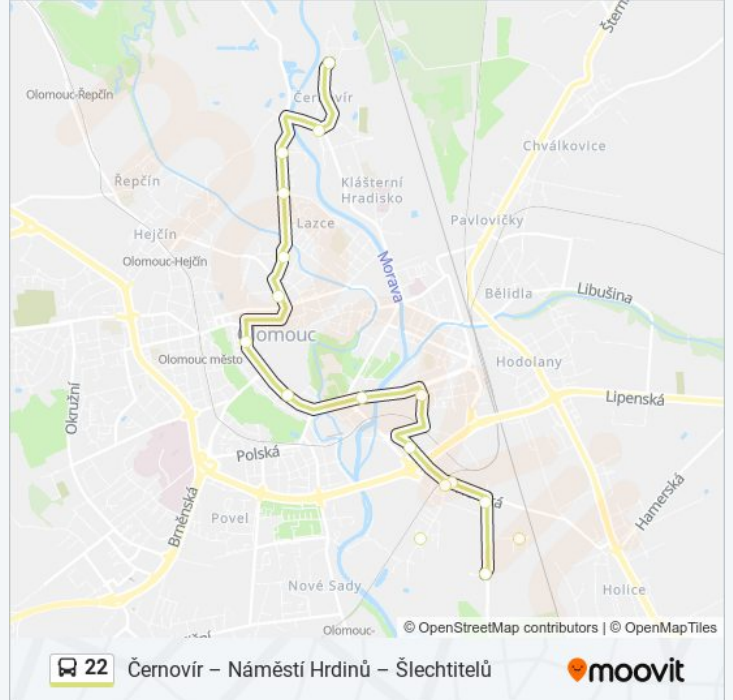 Štern
Olomouc-Řepčín
Černovír
Chválkovice
Řepčín
Klášterní
Hradisko
Lazce
Pavlovičky
Hejčín
Olomouc-Hejčín
Morava
Bělidla
Libušina
Olomouc
Olomouc město
Hodolany
Okružní
Lipenská
Polská
Brněnská
Povel
Hamerská
Nové Sady
Holice
Olomouc-
© OpenStreetMap contributors | © OpenMapTiles
22 Černovír – Náměstí Hrdinů – Šlechtitelů moovit